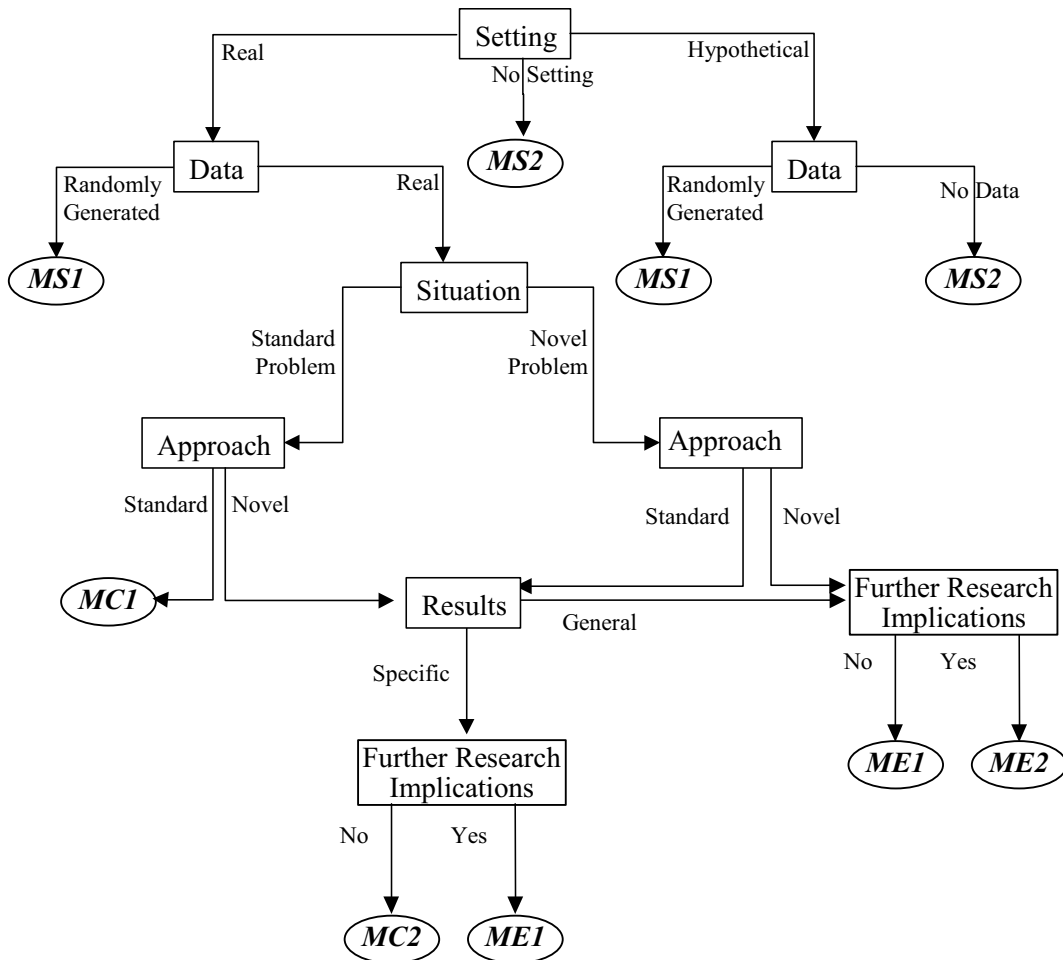 Setting
Real
No Setting
Hypothetical
Data
MS2
Data
Randomly
Generated
Real
Randomly
Generated
No Data
MS1
Situation
MS1
MS2
Standard
Problem
Novel
Problem
Approach
Approach
Standard
Novel
Standard
Novel
MC1
Results
General
Further Research
Implications
Specific
No
Yes
Further Research
Implications
ME1
ME2
No
Yes
MC2
ME1